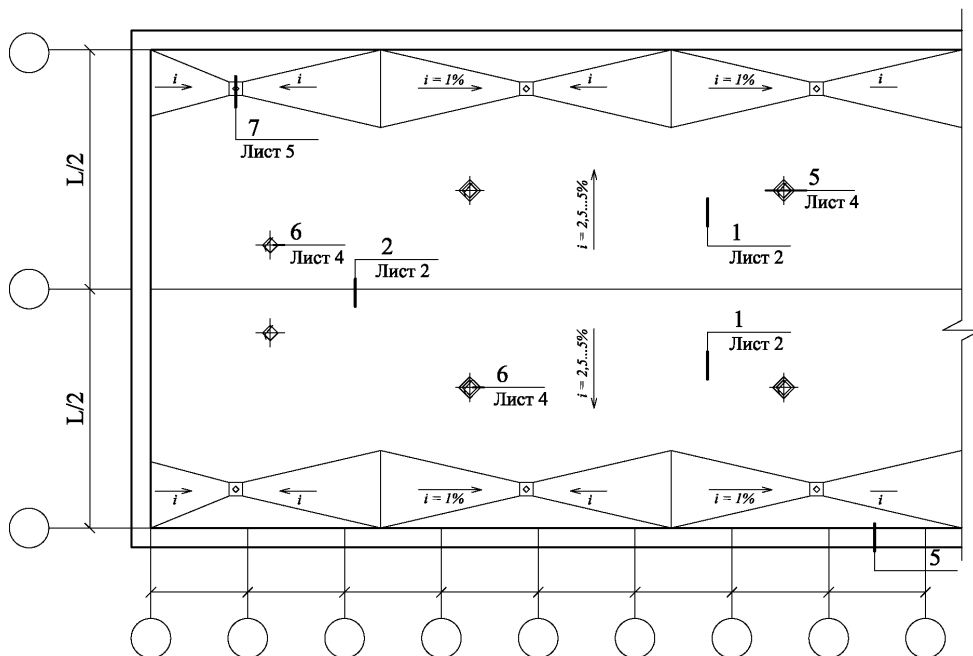 i
i
i = 1%
i
i = 1%
i
7
Лист 5
L/2
i = 2,5...5%
5
Лист 4
6
Лист 4
2
Лист 2
1
Лист 2
1
Лист 2
i = 2,5...5%
6
Лист 4
L/2
i
i
i = 1%
i
i = 1%
i
5